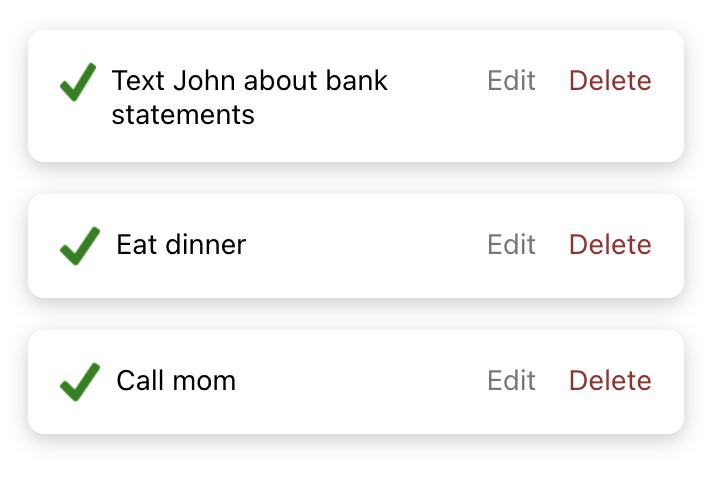 Text John about bank
statements
Edit Delete
Eat dinner Edit Delete
Call mom Edit Delete